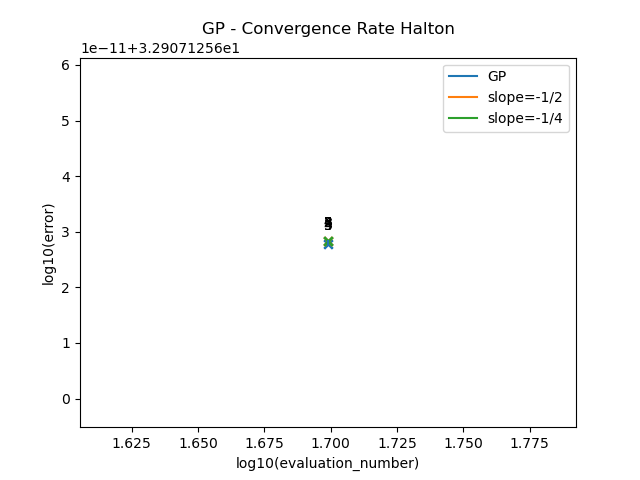 GP - Convergence Rate Halton
1e−11+3.29071256e1
6
5
4
3
2
1
0
log10(error)
GP
slope=-1/2
slope=-1/4
1.625 1.650 1.675 1.700 1.725 1.750 1.775
log10(evaluation_number)